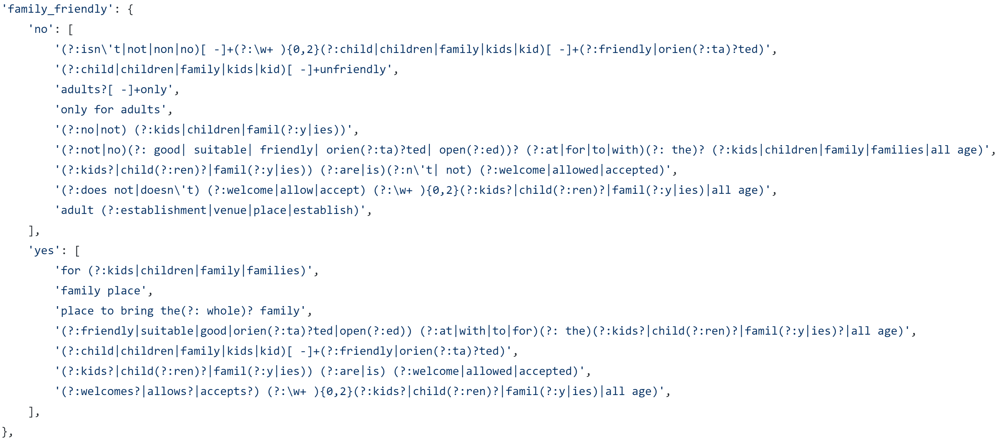 'family_friendly': {
    'no': [
        '(?:isn\'t|not|non|no)[ -]+(?:\w+ ){0,2}(?:child|children|family|kids|kid)[ -]+(?:friendly|orien(?:ta)?ted)',
        '(?:child|children|family|kids|kid)[ -]+unfriendly',
        'adults?[ -]+only',
        'only for adults',
        '(?:no|not) (?:kids|children|famil(?:y|ies))',
        '(?:not|no)(?: good| suitable| friendly| orien(?:ta)?ted| open(?:ed))? (?:at|for|to|with)(?: the)? (?:kids|children|family|families|all age)',
        '(?:kids?|child(?:ren)?|famil(?:y|ies)) (?:are|is)(?:n\'t| not) (?:welcome|allowed|accepted)',
        '(?:does not|doesn\'t) (?:welcome|allow|accept) (?:\w+ ){0,2}(?:kids?|child(?:ren)?|famil(?:y|ies)|all age)',
        'adult (?:establishment|venue|place|establish)',
    ],
    'yes': [
        'for (?:kids|children|family|families)',
        'family place',
        'place to bring the(?: whole)? family',
        '(?:friendly|suitable|good|orien(?:ta)?ted|open(?:ed)) (?:at|with|to|for)(?: the)(?:kids?|child(?:ren)?|famil(?:y|ies)?|all age)',
        '(?:child|children|family|kids|kid)[ -]+(?:friendly|orien(?:ta)?ted)',
        '(?:kids?|child(?:ren)?|famil(?:y|ies)) (?:are|is) (?:welcome|allowed|accepted)',
        '(?:welcomes?|allows?|accepts?) (?:\w+ ){0,2}(?:kids?|child(?:ren)?|famil(?:y|ies)|all age)',
    ],
},